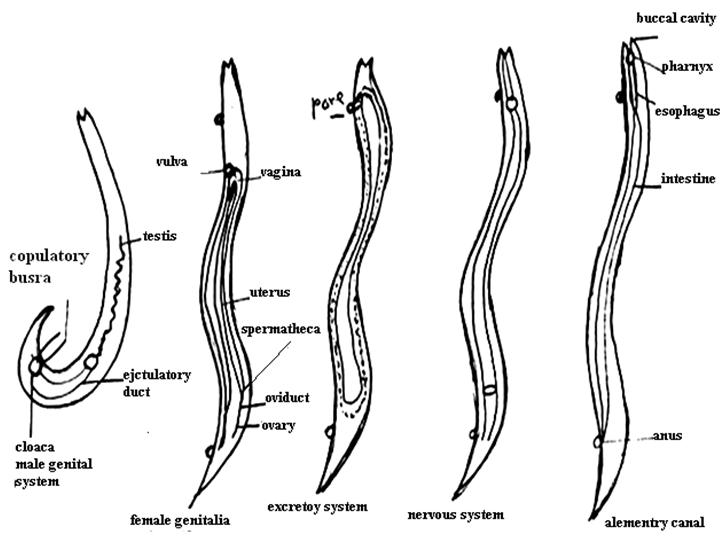 copulatory
busra
testis
ejctulatory
duct
cloaca
male genital
system
vulva
vagina
uterus
spermatheca
oviduct
ovary
female genitalia
pore
excretoy system
nervous system
buccal cavity
pharnyx
esophagus
intestine
anus
alementry canal